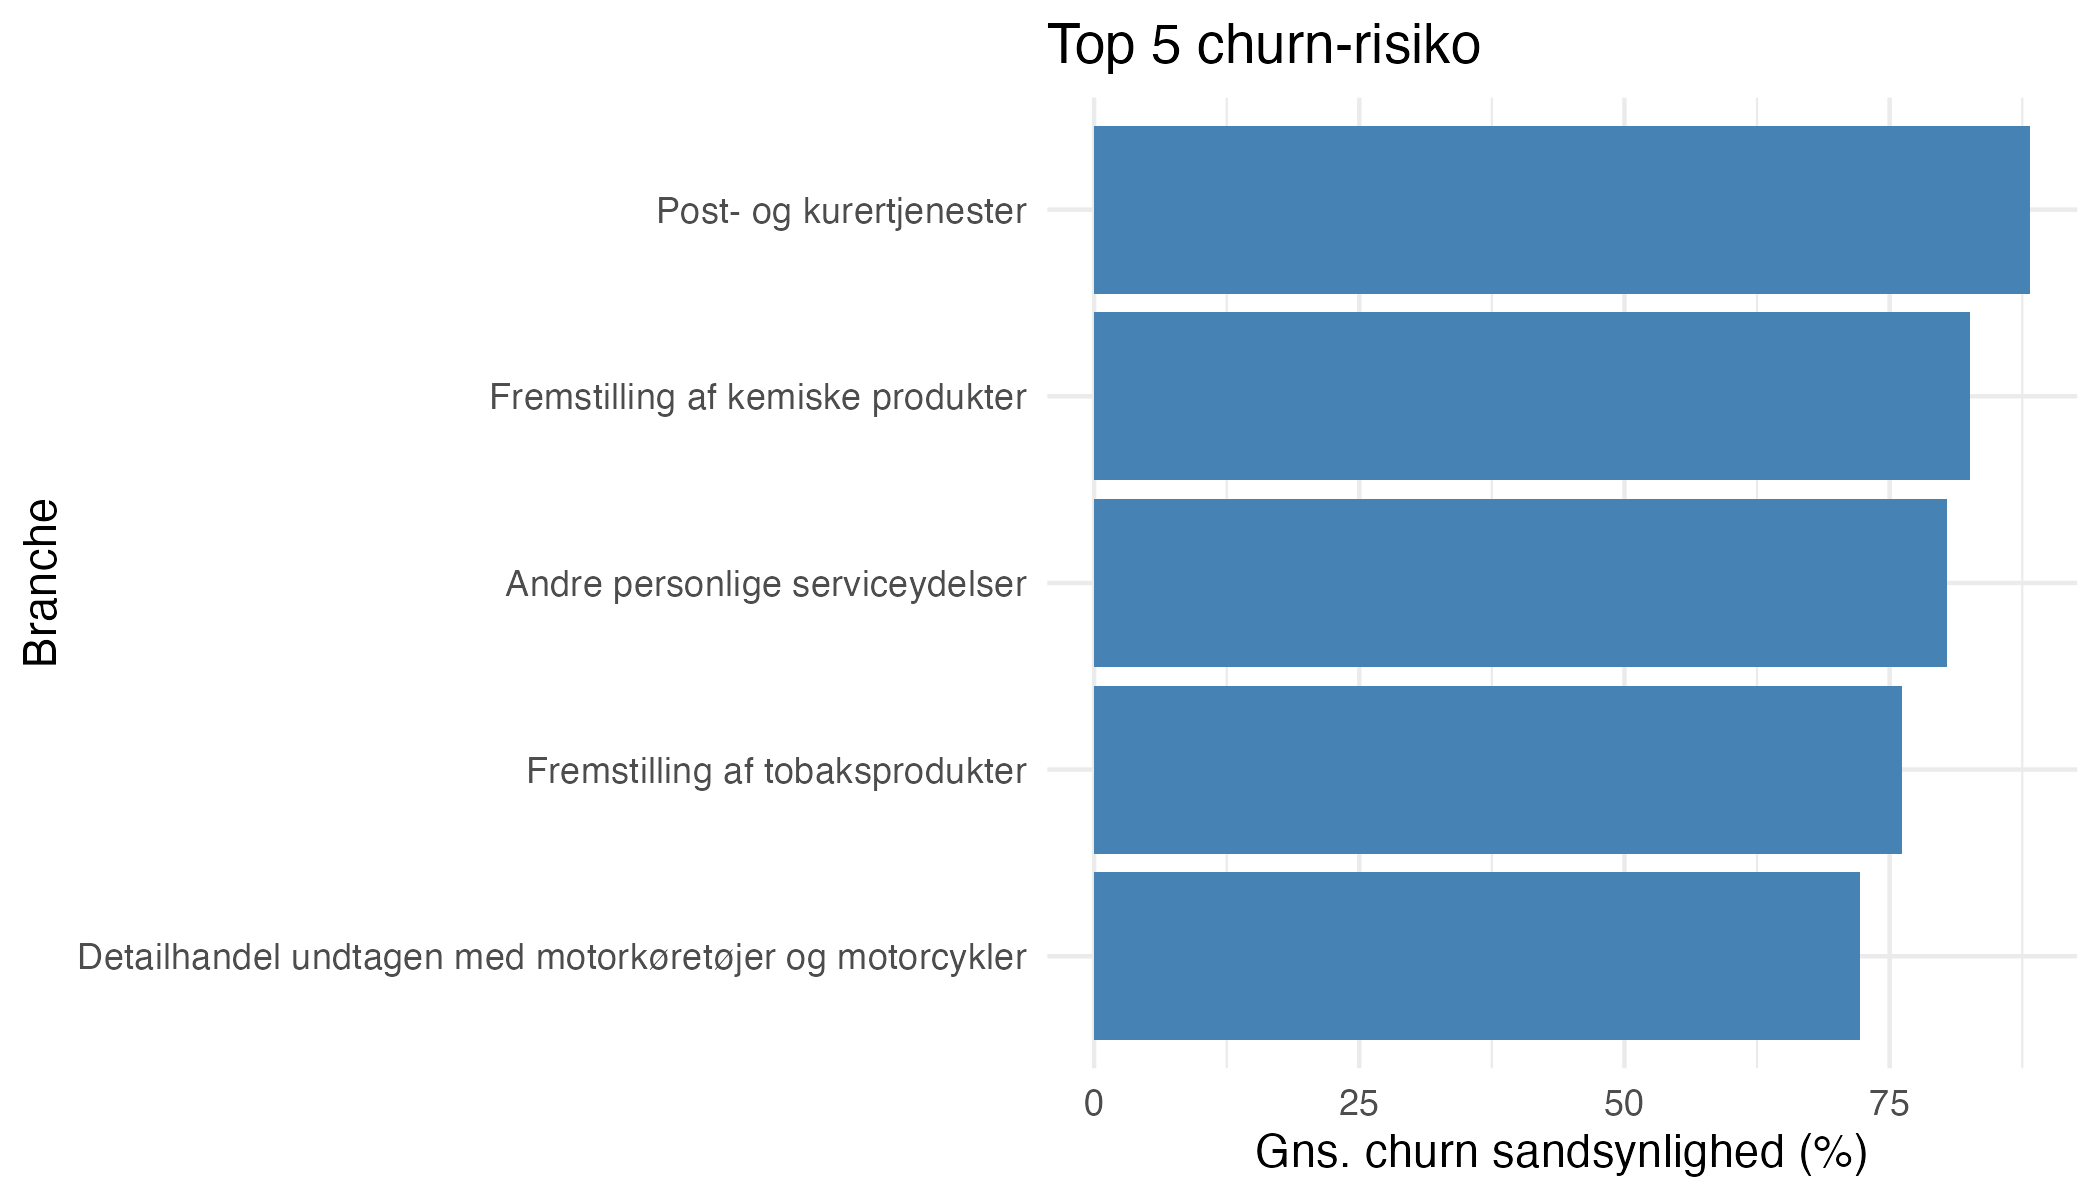 Top 5 churn-risiko
Branche
Post- og kurertjenester
Fremstilling af kemiske produkter
Andre personlige serviceydelser
Fremstilling af tobaksprodukter
Detailhandel undtagen med motorkøretøjer og motorcykler
0 25 50 75
Gns. churn sandsynlighed (%)